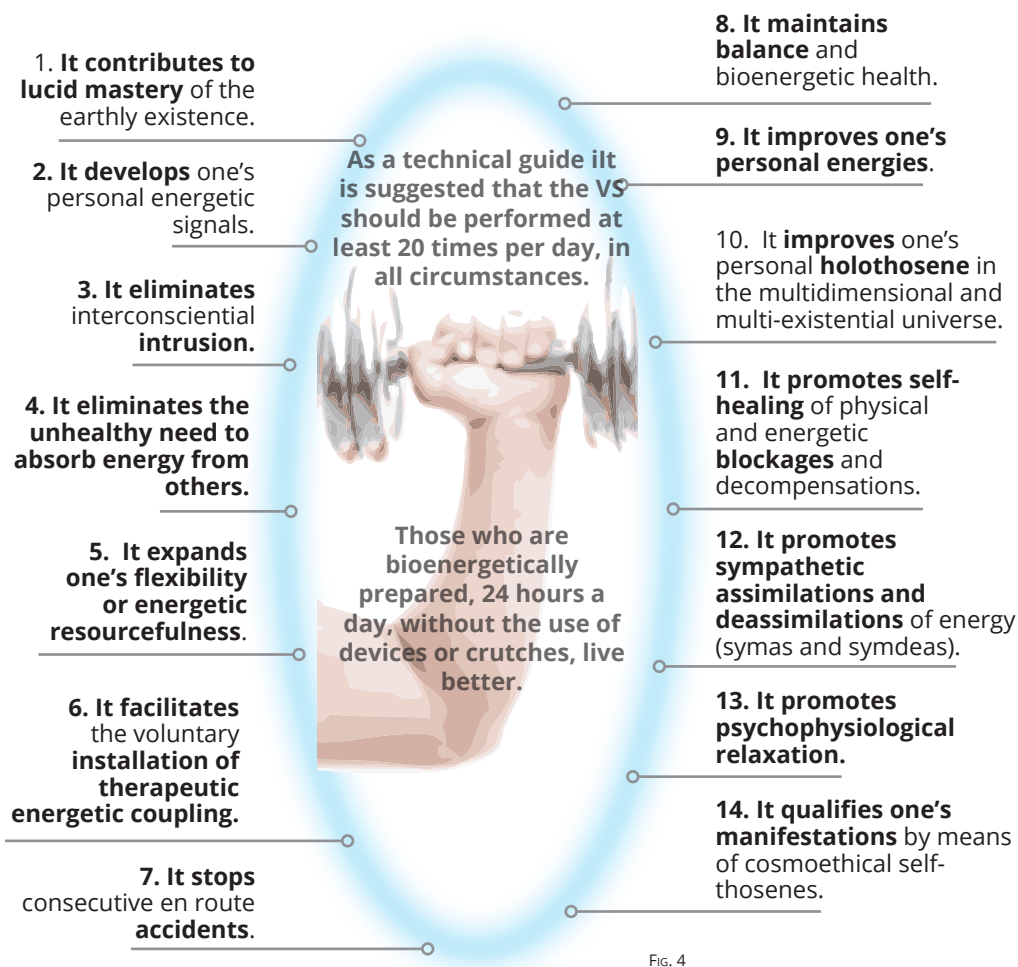 1. It contributes to
lucid mastery of the
earthly existence.
2. It develops one's
personal energetic
signals.
3. It eliminates
interconsciential
intrusion.
4. It eliminates the
unhealthy need to
absorb energy from
others.
5. It expands
one's flexibility
or energetic
resourcefulness.
6. It facilitates
the voluntary
installation of
therapeutic
energetic coupling.
7. It stops
consecutive en route
accidents.
As a technical guide iIt
is suggested that the VS
should be performed at
least 20 times per day, in
all circumstances.
Those who are
bioenergetically
prepared, 24 hours a
day, without the use of
devices or crutches, live
better.
8. It maintains
balance and
bioenergetic health.
9. It improves one's
personal energies.
10. It improves one's
personal holothosene in
the multidimensional and
multi-existential universe.
11. It promotes self-
healing of physical
and energetic
blockages and
decompensations.
12. It promotes
sympathetic
assimilations and
deassimilations of energy
(symas and symdeas).
13. It promotes
psychophysiological
relaxation.
14. It qualifies one's
manifestations by means
of cosmoethical self-
thosenes.
Fig. 4